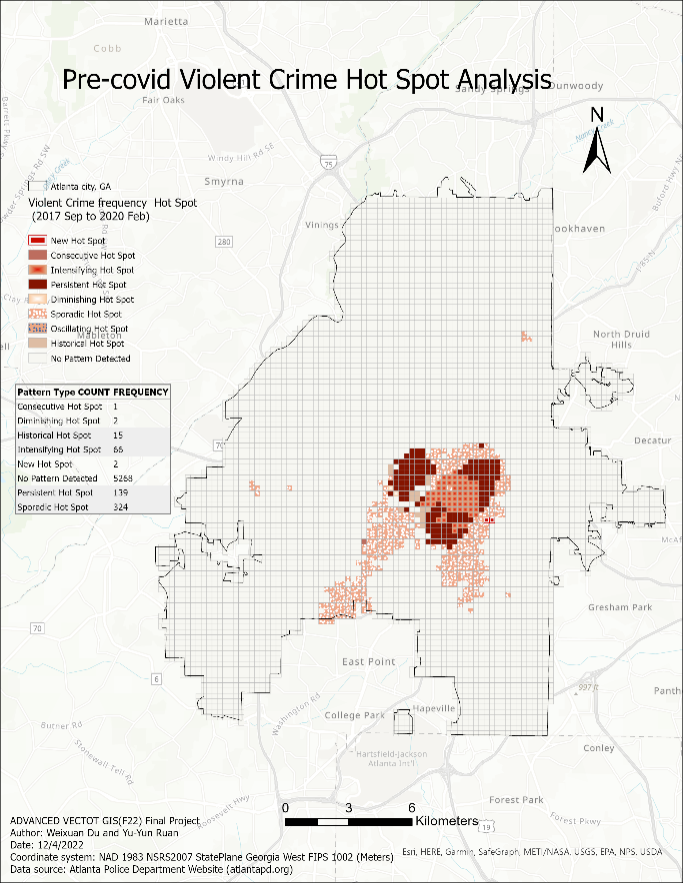 Marietta
Cobb
Pre-covid Violent Crime Hot Spot Analysis
Sandy Springs
Dunwoody
Fair Oaks
N
Nancy Creek
Windy Hill Rd SE
75
Smyrna
Buford Hwy N
Atlanta city, GA
Violent Crime frequency Hot Spot
(2017 Sep to 2020 Feb)
Vinings
ookhaven
280
New Hot Spot
Consecutive Hot Spot
Intensifying Hot Spot
Persistent Hot Spot
Diminishing Hot Spot
Sporadic Hot Spot
Oscillating Hot Spot
Mableton
Historical Hot Spot
No Pattern Detected
North Druid
Hills
Pattern Type COUNT FREQUENCY
Consecutive Hot Spot 1
Diminishing Hot Spot 2
Historical Hot Spot 15
Intensifying Hot Spot 66
New Hot Spot 2
No Pattern Detected 5268
Persistent Hot Spot 139
Sporadic Hot Spot 324
Decatur
70
McAf
Gresham Park
70
East Point
6
997 ft
Panth
Washington Rd
College Park
Hapeville
Butner Rd
Stonewall Tell Rd
Conley
Hartsfield-Jackson
Atlanta Int'l
Roosevelt Hwy
Forest Park
Forest Pkwy
0 3 6
Kilometers
19
ADVANCED VECTOT GIS(F22) Final Project
Author: Weixuan Du and Yu-Yun Ruan
Date: 12/4/2022
Coordinate system: NAD 1983 NSRS2007 StatePlane Georgia West FIPS 1002 (Meters)
Data source: Atlanta Police Department Website (atlantapd.org)
Esri, HERE, Garmin, SafeGraph, METI/NASA, USGS, EPA, NPS, USDA